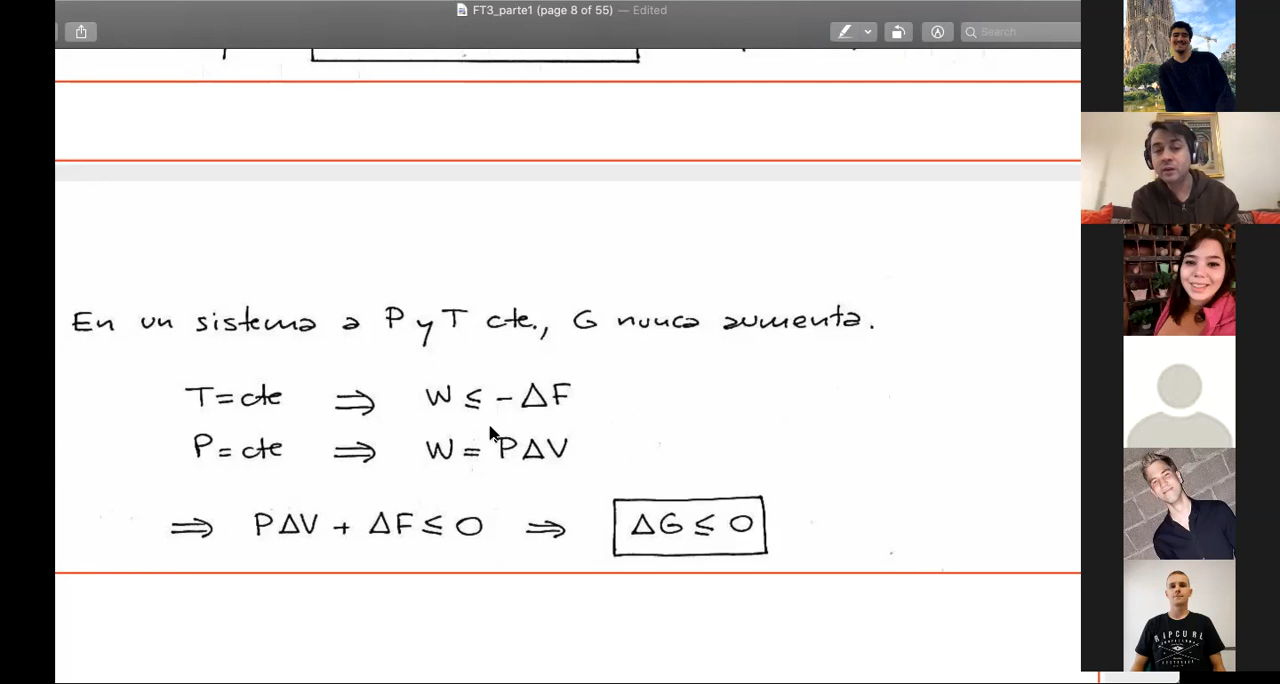 FT3_parte1 (page 8 of 55) — Edited
Search
En un sistema a P y T cte., G nunca aumenta.
T = cte ⇒ W ≤ - ΔF
P = cte ⇒ W = PΔV
⇒ PΔV + ΔF ≤ 0 ⇒ ΔG ≤ 0
RIPCURL